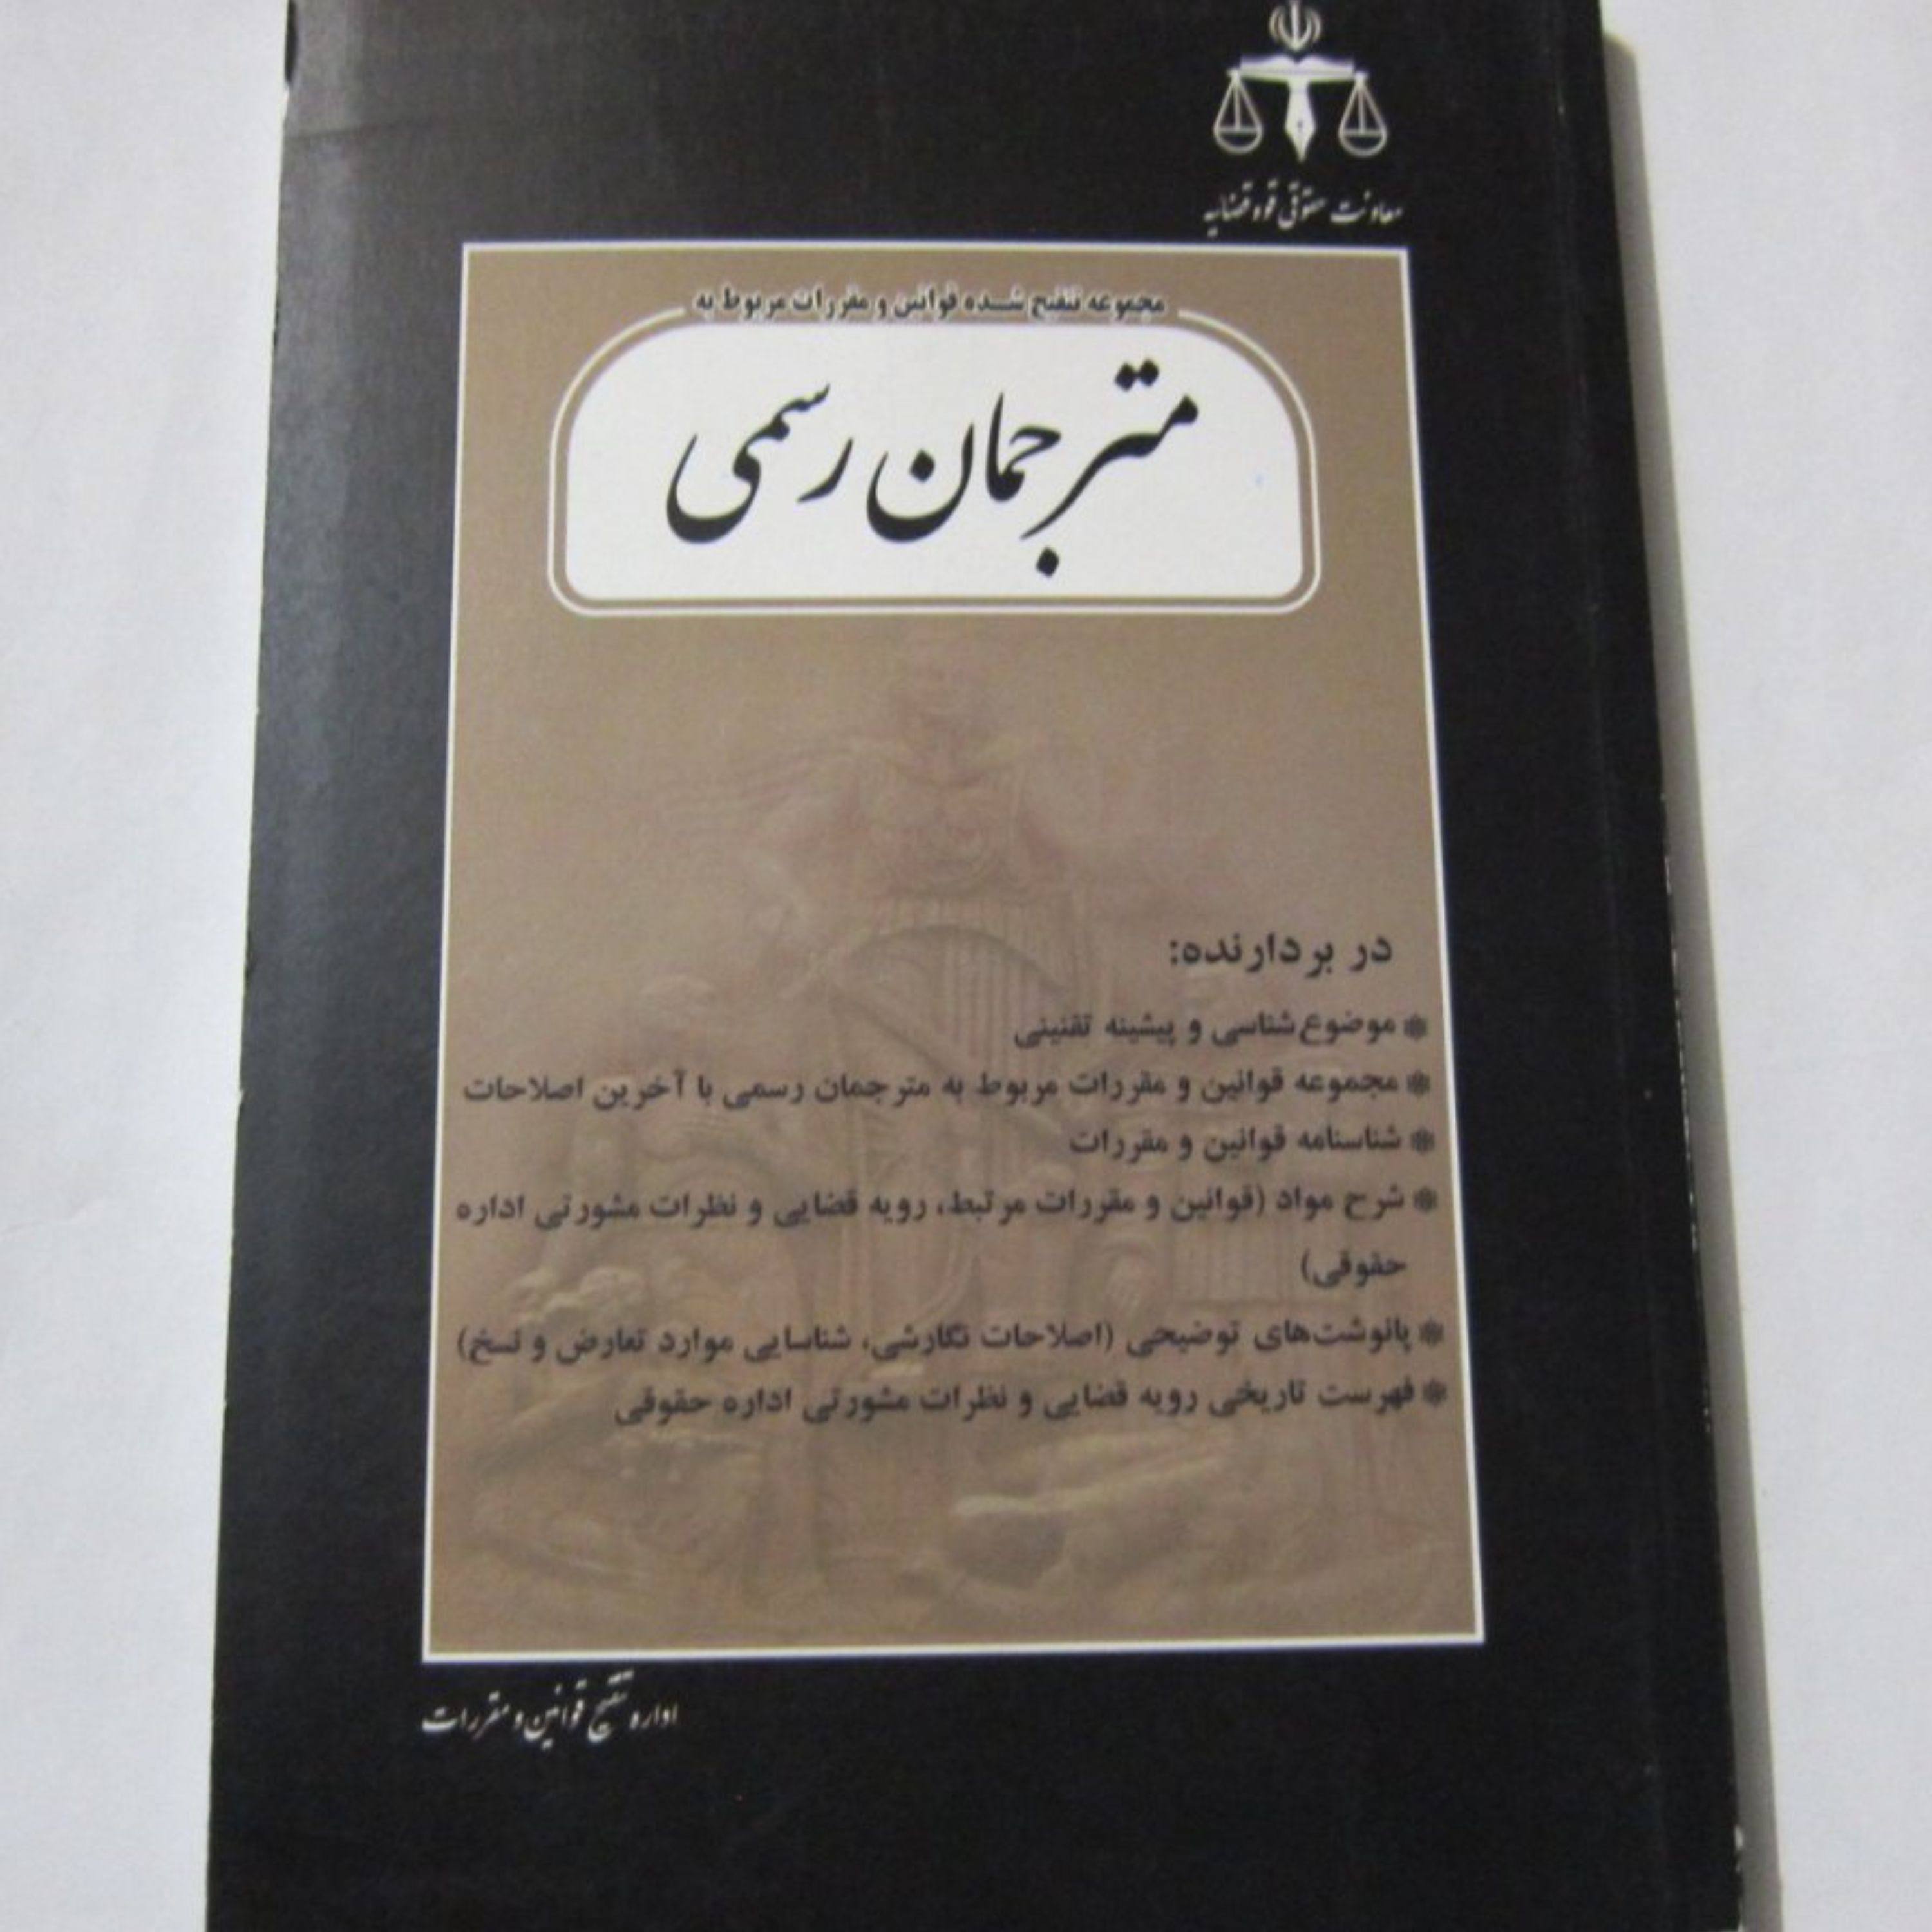 معاونت حقوقی قوه قضاییه
مجموعه تنقیح شده قوانین و مقررات مربوط به
مترجمان رسمی
در بردارنده:
* موضوع‌شناسی و پیشینه تقنینی
* مجموعه قوانین و مقررات مربوط به مترجمان رسمی با آخرین اصلاحات
* شناسنامه قوانین و مقررات
* شرح مواد (قوانین و مقررات مرتبط، رویه قضایی و نظرات مشورتی اداره
حقوقی)
* پانوشت‌های توضیحی (اصلاحات نگارشی، شناسایی موارد تعارض و نسخ)
* فهرست تاریخی رویه قضایی و نظرات مشورتی اداره حقوقی
اداره تنقیح قوانین و مقررات